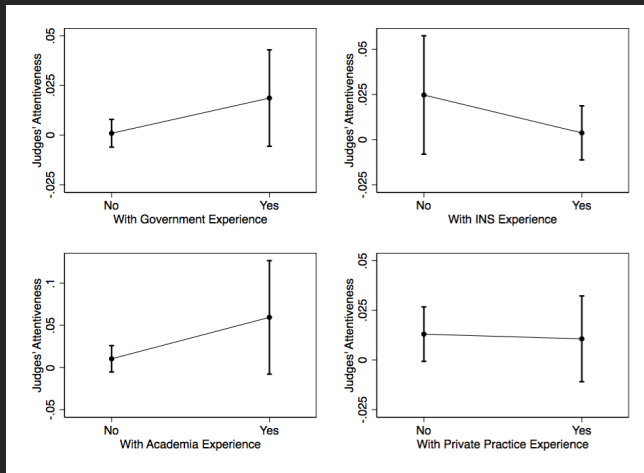 .05
.025
0
-.025
Judges' Attentiveness
No
Yes
With Government Experience
.05
.025
0
-.025
Judges' Attentiveness
No
Yes
With INS Experience
.1
.05
0
-.05
Judges' Attentiveness
No
Yes
With Academia Experience
.05
.025
0
-.025
Judges' Attentiveness
No
Yes
With Private Practice Experience